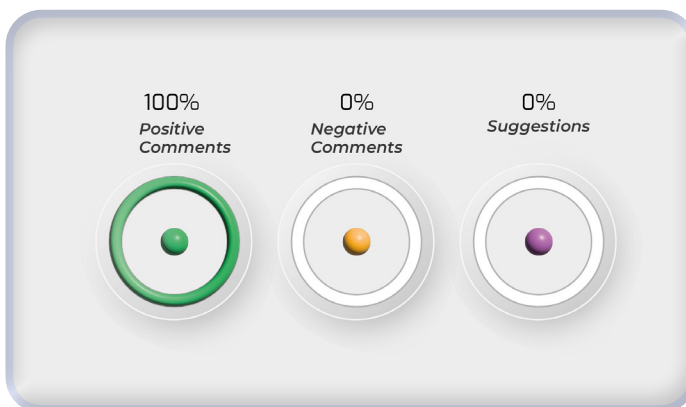 100%
Positive
Comments
0%
Negative
Comments
0%
Suggestions